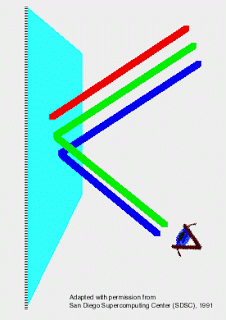 Adapted with permission from
San Diego Supercomputing Center (SDSC), 1991